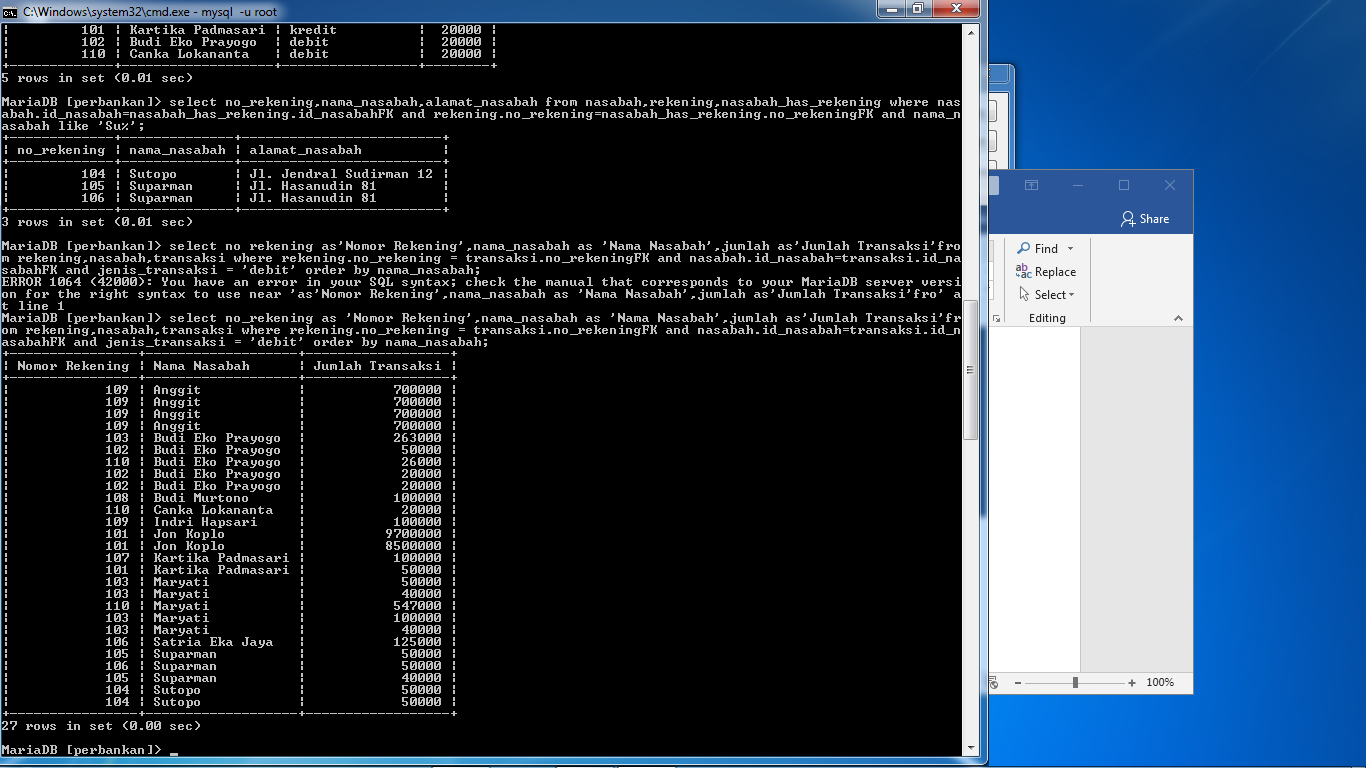 C:\Windows\system32\cmd.exe - mysql -u root
¦ 101 ¦ Kartika Padmasari ¦ kredit ¦ 20000 ¦
¦ 102 ¦ Budi Eko Prayogo ¦ debit ¦ 20000 ¦
¦ 110 ¦ Canka Lokananta ¦ debit ¦ 20000 ¦
5 rows in set (0.01 sec)
MariaDB [perbankan]> select no_rekening,nama_nasabah,alamat_nasabah from nasabah,rekening,nasabah_has_rekening where nas
abah.id_nasabah=nasabah_has_rekening.id_nasabahFK and rekening.no_rekening=nasabah_has_rekening.no_rekeningFK and nama_n
asabah like 'Su%';
¦ no_rekening ¦ nama_nasabah ¦ alamat_nasabah ¦
¦ 104 ¦ Sutopo ¦ Jl. Jendral Sudirman 12 ¦
¦ 105 ¦ Suparman ¦ Jl. Hasanudin 81 ¦
¦ 106 ¦ Suparman ¦ Jl. Hasanudin 81 ¦
3 rows in set (0.01 sec)
MariaDB [perbankan]> select no rekening as'Nomor Rekening',nama_nasabah as 'Nama Nasabah',jumlah as'Jumlah Transaksi'fro
m rekening,nasabah,transaksi where rekening.no_rekening = transaksi.no_rekeningFK and nasabah.id_nasabah=transaksi.id_na
sabahFK and jenis_transaksi = 'debit' order by nama_nasabah;
ERROR 1064 (42000): You have an error in your SQL syntax; check the manual that corresponds to your MariaDB server versi
on for the right syntax to use near 'as'Nomor Rekening',nama_nasabah as 'Nama Nasabah',jumlah as'Jumlah Transaksi'fro' a
t line 1
MariaDB [perbankan]> select no_rekening as 'Nomor Rekening',nama_nasabah as 'Nama Nasabah',jumlah as'Jumlah Transaksi'fr
om rekening,nasabah,transaksi where rekening.no_rekening = transaksi.no_rekeningFK and nasabah.id_nasabah=transaksi.id_n
asabahFK and jenis_transaksi = 'debit' order by nama_nasabah;
¦ Nomor Rekening ¦ Nama Nasabah ¦ Jumlah Transaksi ¦
¦ 109 ¦ Anggit ¦ 700000 ¦
¦ 109 ¦ Anggit ¦ 700000 ¦
¦ 109 ¦ Anggit ¦ 700000 ¦
¦ 109 ¦ Anggit ¦ 700000 ¦
¦ 103 ¦ Budi Eko Prayogo ¦ 263000 ¦
¦ 102 ¦ Budi Eko Prayogo ¦ 50000 ¦
¦ 110 ¦ Budi Eko Prayogo ¦ 26000 ¦
¦ 102 ¦ Budi Eko Prayogo ¦ 20000 ¦
¦ 102 ¦ Budi Eko Prayogo ¦ 20000 ¦
¦ 108 ¦ Budi Murtono ¦ 100000 ¦
¦ 110 ¦ Canka Lokananta ¦ 20000 ¦
¦ 109 ¦ Indri Hapsari ¦ 100000 ¦
¦ 101 ¦ Jon Koplo ¦ 9700000 ¦
¦ 101 ¦ Jon Koplo ¦ 8500000 ¦
¦ 107 ¦ Kartika Padmasari ¦ 100000 ¦
¦ 101 ¦ Kartika Padmasari ¦ 50000 ¦
¦ 103 ¦ Maryati ¦ 50000 ¦
¦ 103 ¦ Maryati ¦ 40000 ¦
¦ 110 ¦ Maryati ¦ 547000 ¦
¦ 103 ¦ Maryati ¦ 100000 ¦
¦ 103 ¦ Maryati ¦ 40000 ¦
¦ 106 ¦ Satria Eka Jaya ¦ 125000 ¦
¦ 105 ¦ Suparman ¦ 50000 ¦
¦ 106 ¦ Suparman ¦ 50000 ¦
¦ 105 ¦ Suparman ¦ 40000 ¦
¦ 104 ¦ Sutopo ¦ 50000 ¦
¦ 104 ¦ Sutopo ¦ 50000 ¦
27 rows in set (0.00 sec)
MariaDB [perbankan]> _
Share
Find
Replace
Select
Editing
100%